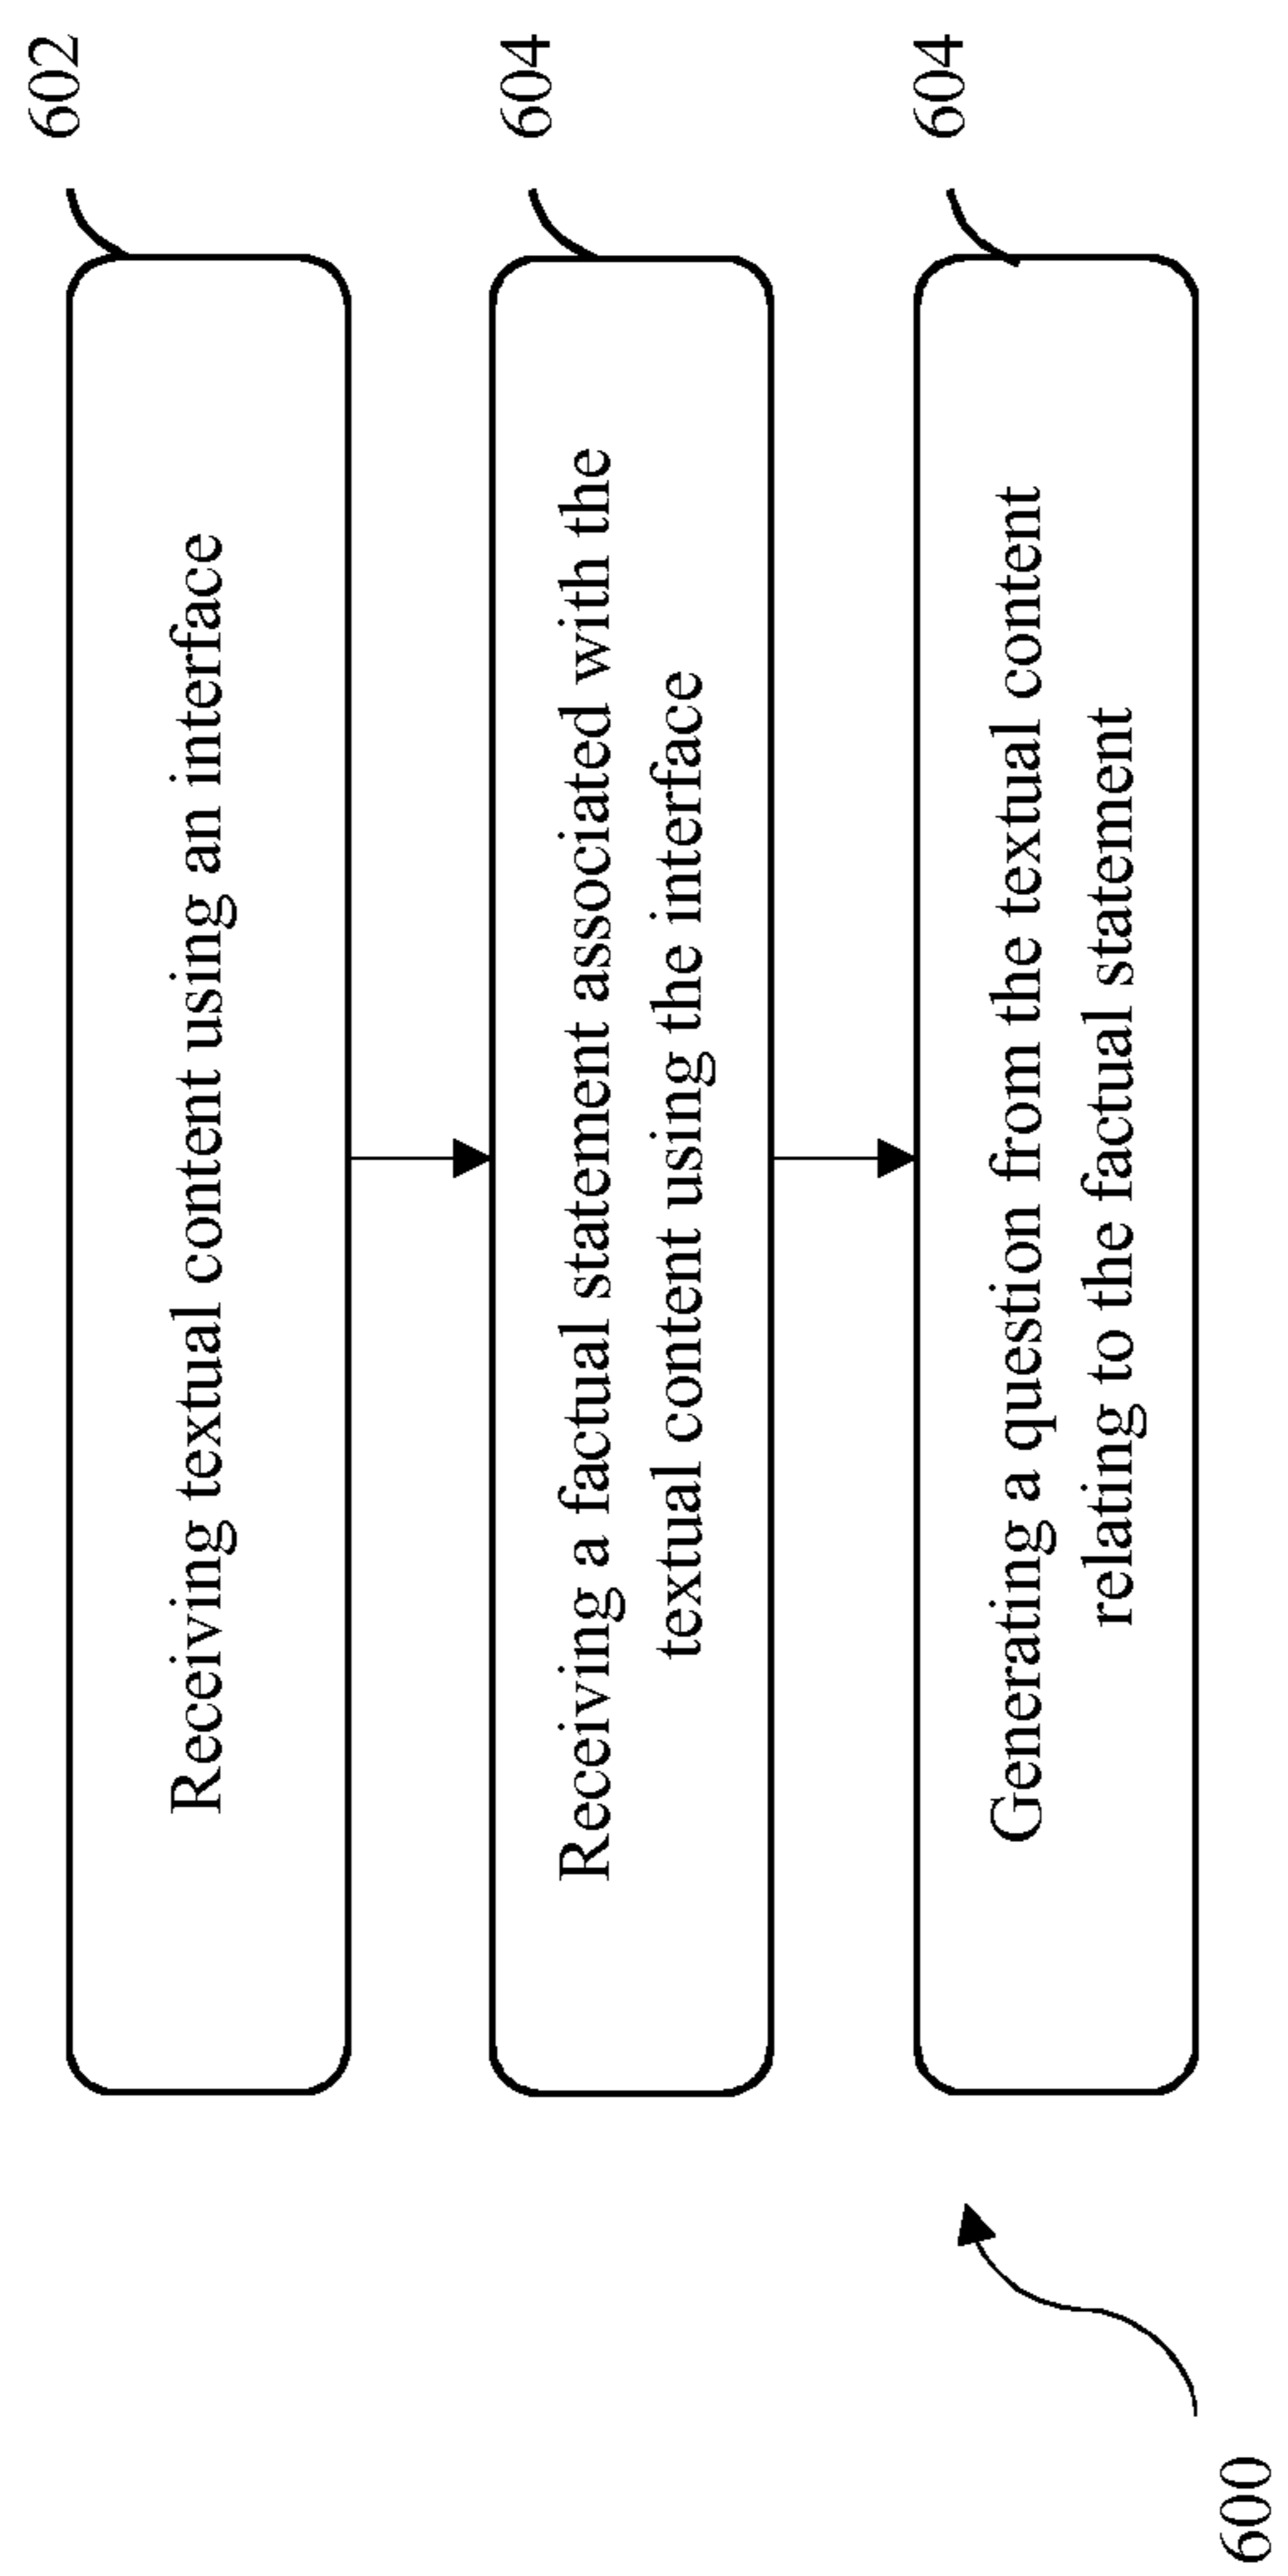 602
Receiving textual content using an interface
604
Receiving a factual statement associated with the
textual content using the interface
604
Generating a question from the textual content
relating to the factual statement
600